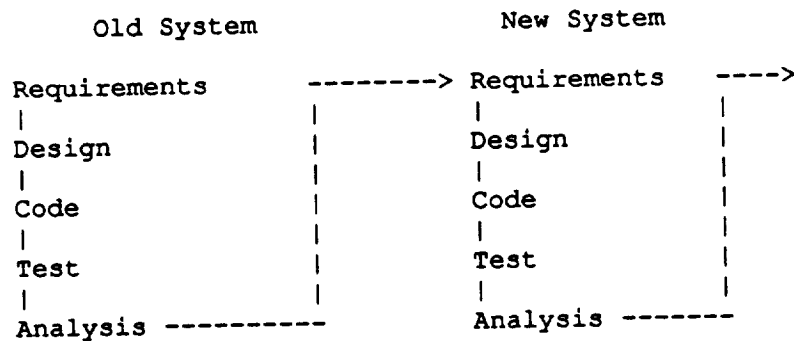 Old System New System
Requirements --------> Requirements ---->
| | | |
Design | Design |
| | | |
Code | Code |
| | | |
Test | Test |
| | | |
Analysis ---------- Analysis -------